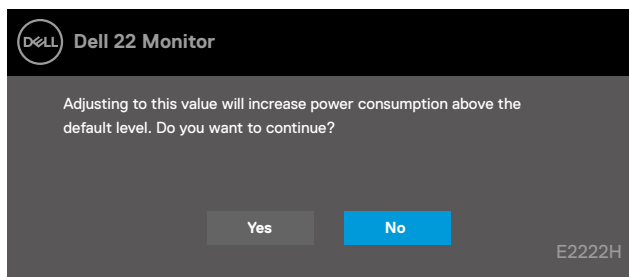 DELL Dell 22 Monitor
Adjusting to this value will increase power consumption above the
default level. Do you want to continue?
Yes No
E2222H